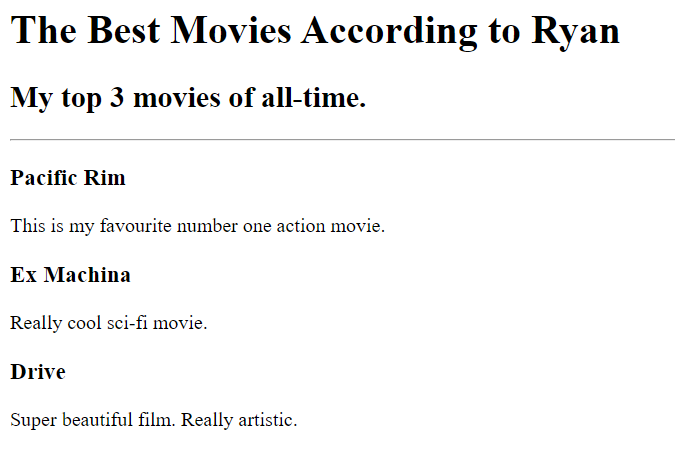 The Best Movies According to Ryan
My top 3 movies of all-time.
Pacific Rim
This is my favourite number one action movie.
Ex Machina
Really cool sci-fi movie.
Drive
Super beautiful film. Really artistic.